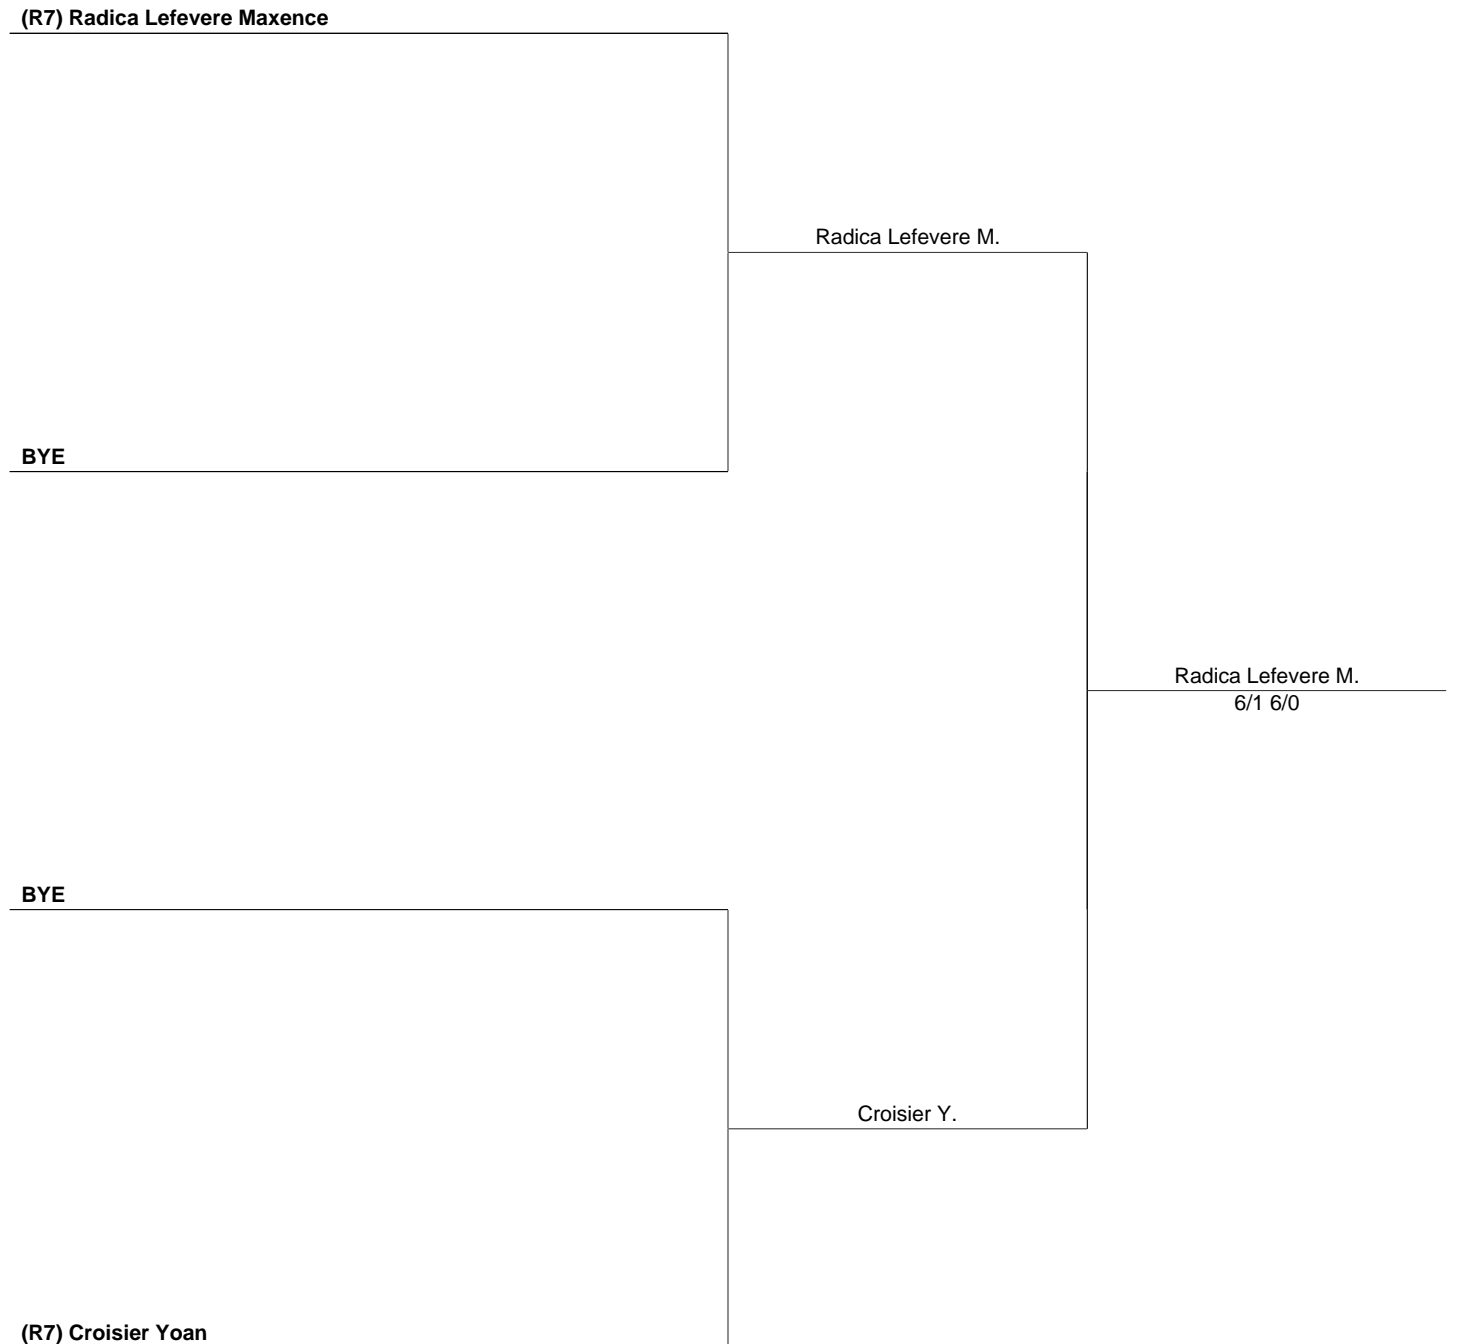 (R7) Radica Lefevere Maxence
Radica Lefevere M.
BYE
Radica Lefevere M.
6/1 6/0
BYE
Croisier Y.
(R7) Croisier Yoan